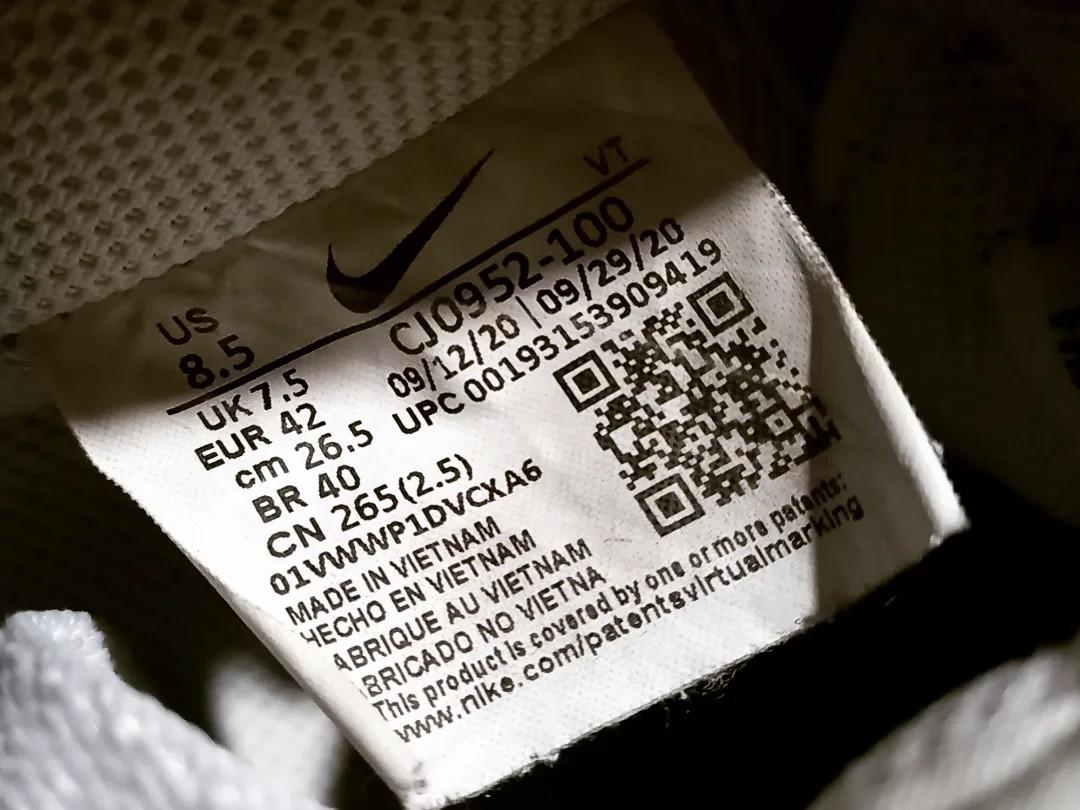 VT
US
8.5
CJ0952-100
09/12/20 | 09/29/20
UPC 00193153909419
UK 7.5
EUR 42
cm 26.5
BR 40
CN 265(2.5)
01VWWP1DVCXA6
MADE IN VIETNAM
HECHO EN VIETNAM
ABRIQUE AU VIETNAM
ABRICADO NO VIETNA
This product is covered by one or more patents:
www.nike.com/patentsvirtualmarking